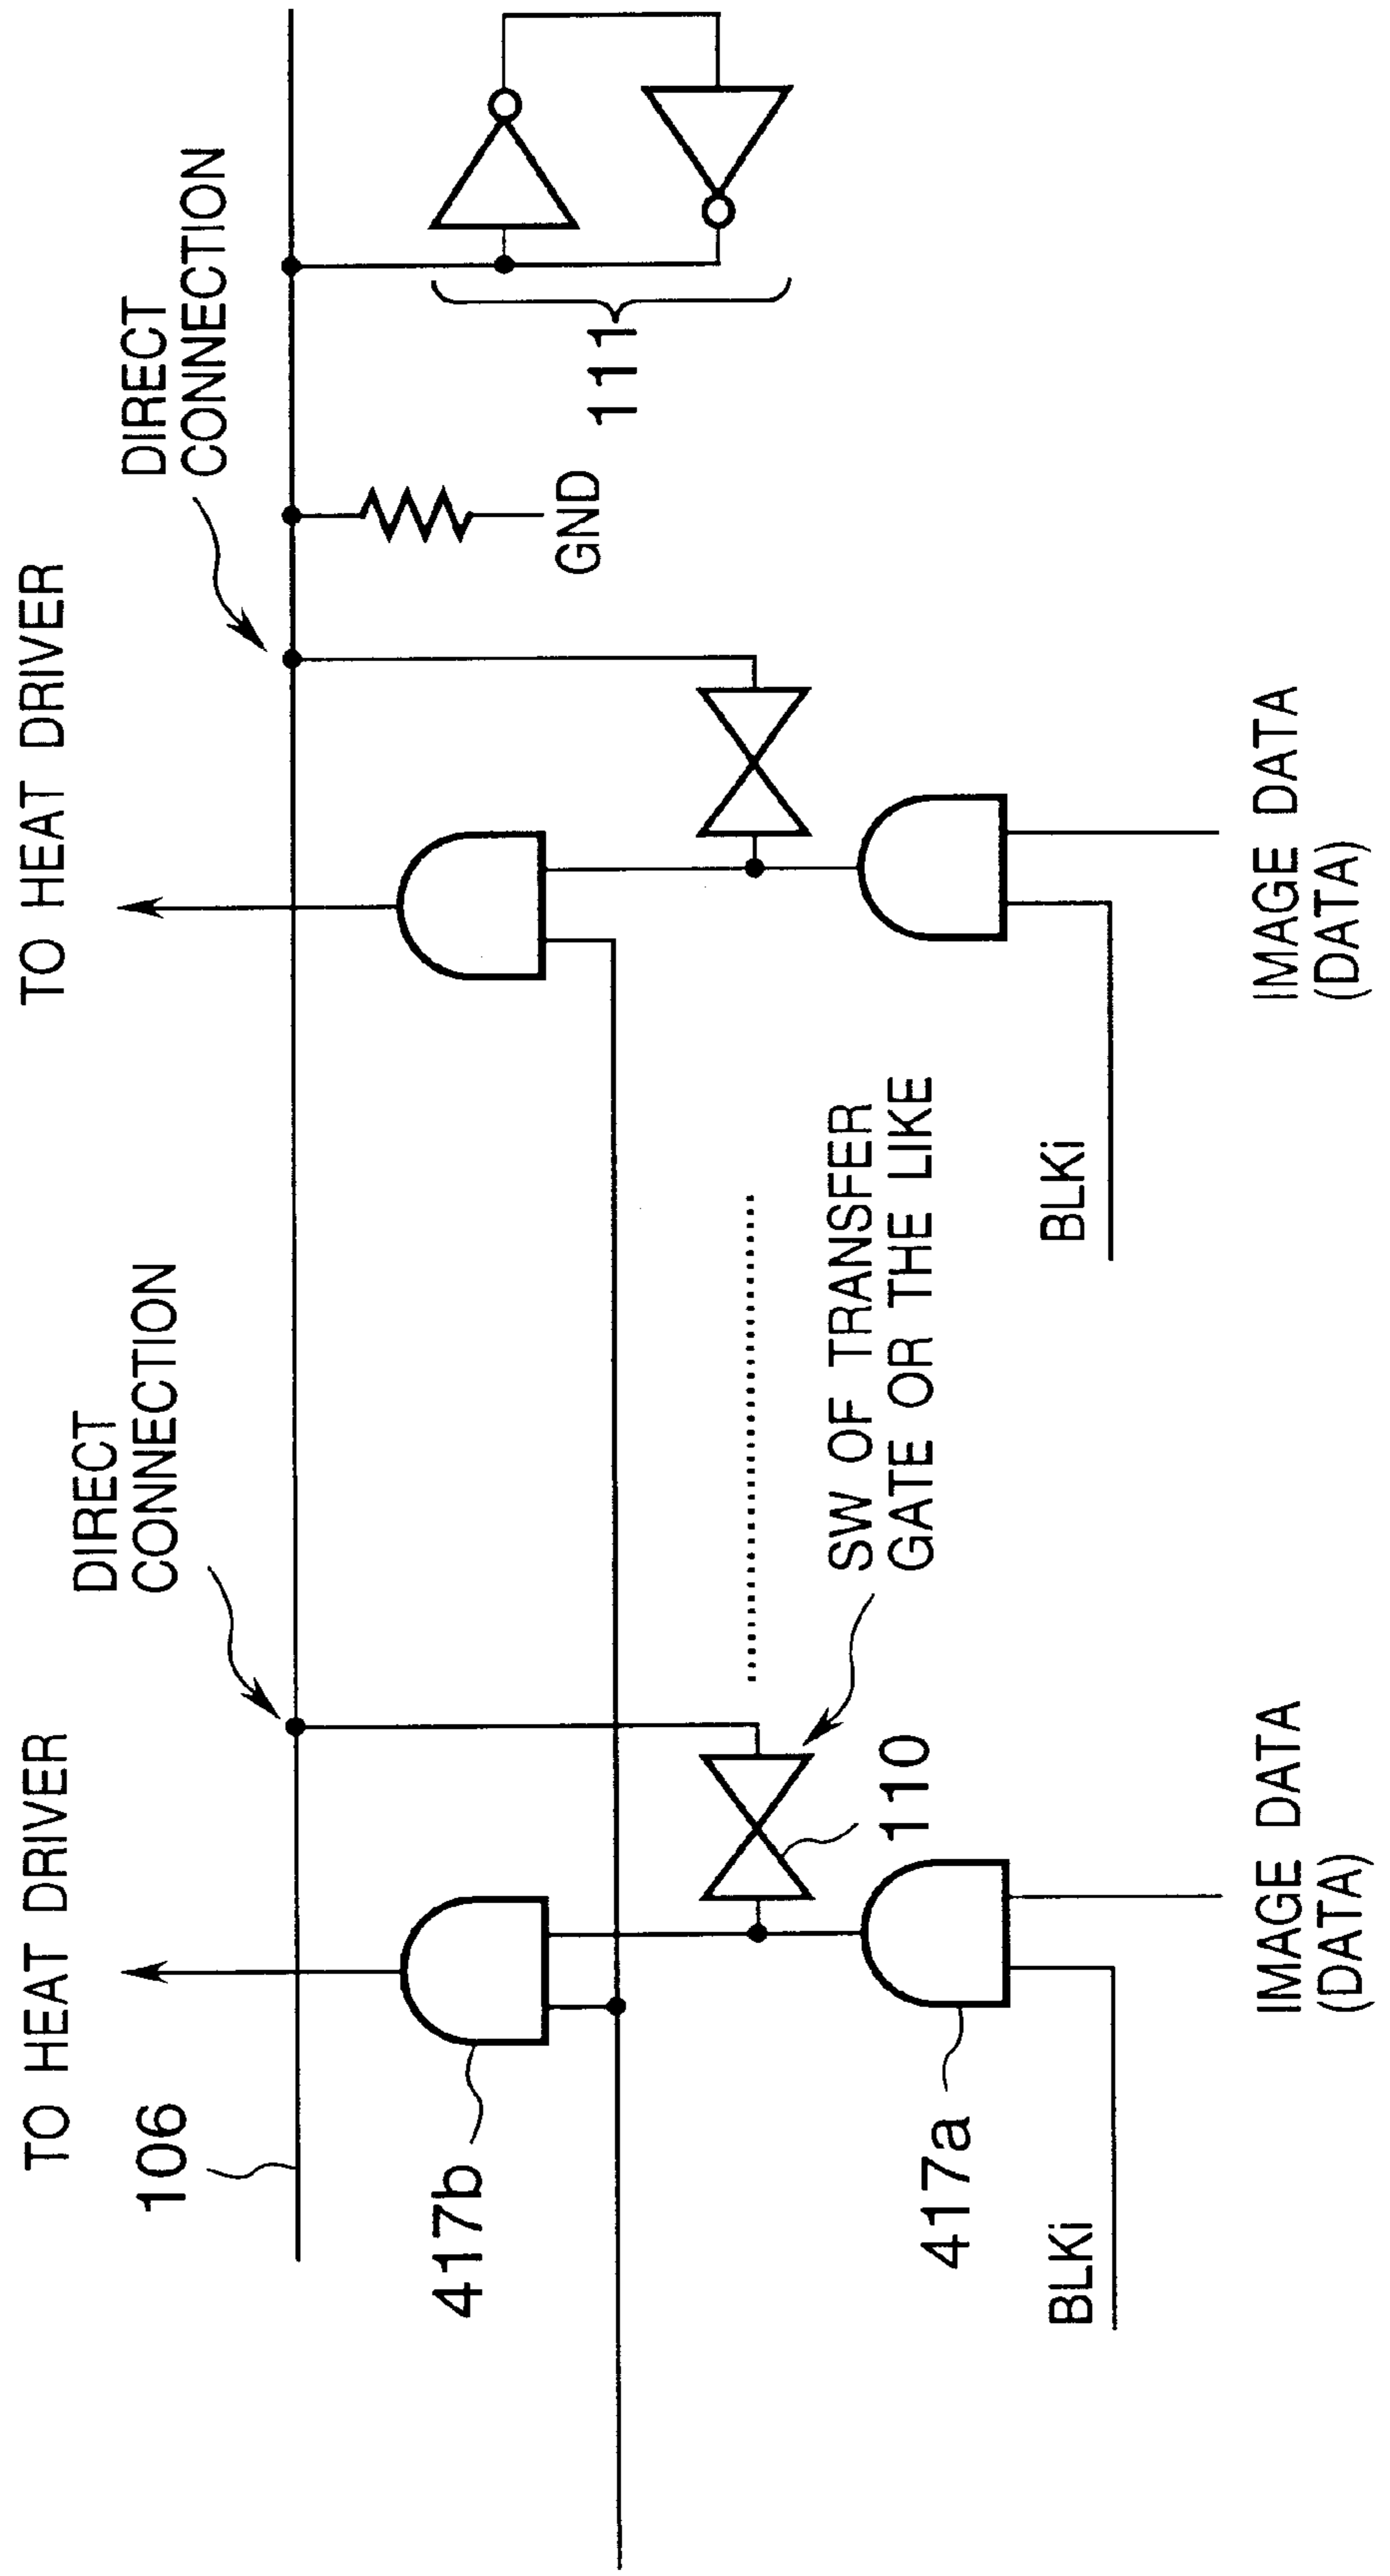 TO HEAT DRIVER
TO HEAT DRIVER
106
DIRECT
CONNECTION
DIRECT
CONNECTION
417b
GND
111
110
SW OF TRANSFER
GATE OR THE LIKE
417a
BLKi
BLKi
IMAGE DATA
(DATA)
IMAGE DATA
(DATA)